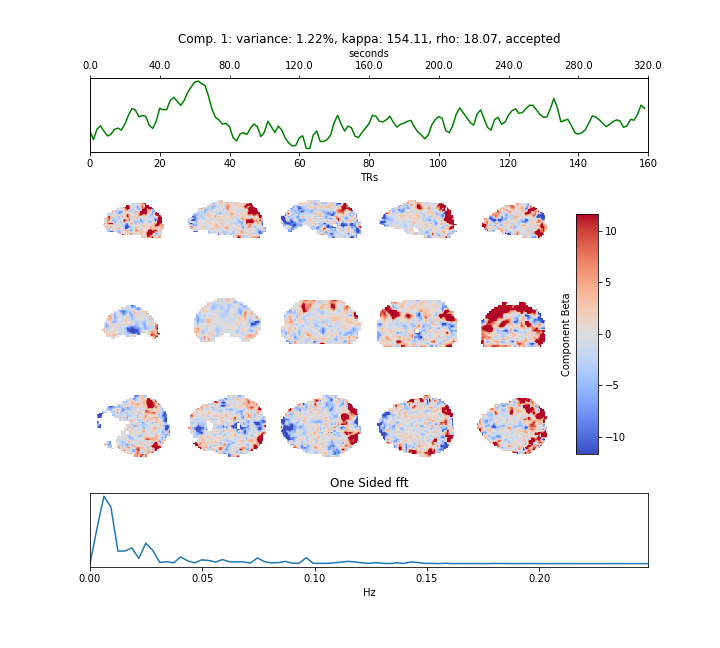 Comp. 1: variance: 1.22%, kappa: 154.11, rho: 18.07, accepted
seconds
0.0 40.0 80.0 120.0 160.0 200.0 240.0 280.0 320.0
0 20 40 60 80 100 120 140 160
TRs
10
5
0
−5
−10
Component Beta
One Sided fft
0.00 0.05 0.10 0.15 0.20
Hz